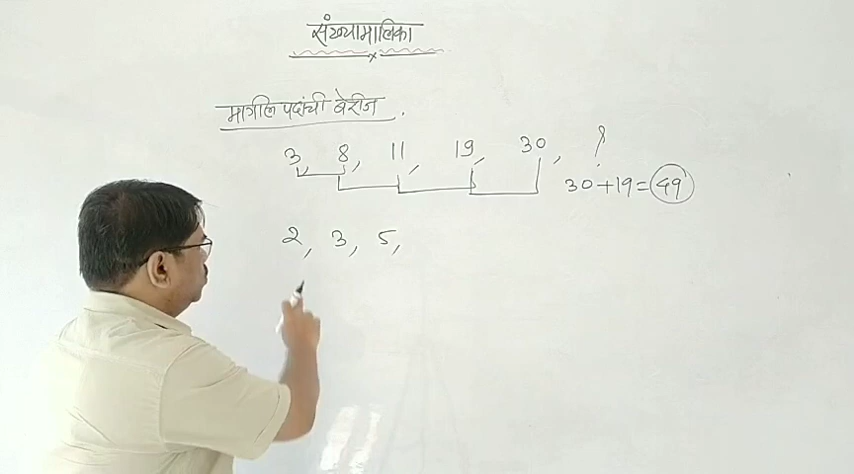 संख्यामालिका
मागील पदांची बेरीज .
3, 8, 11, 19, 30, ?
30+19=49
2, 3, 5,